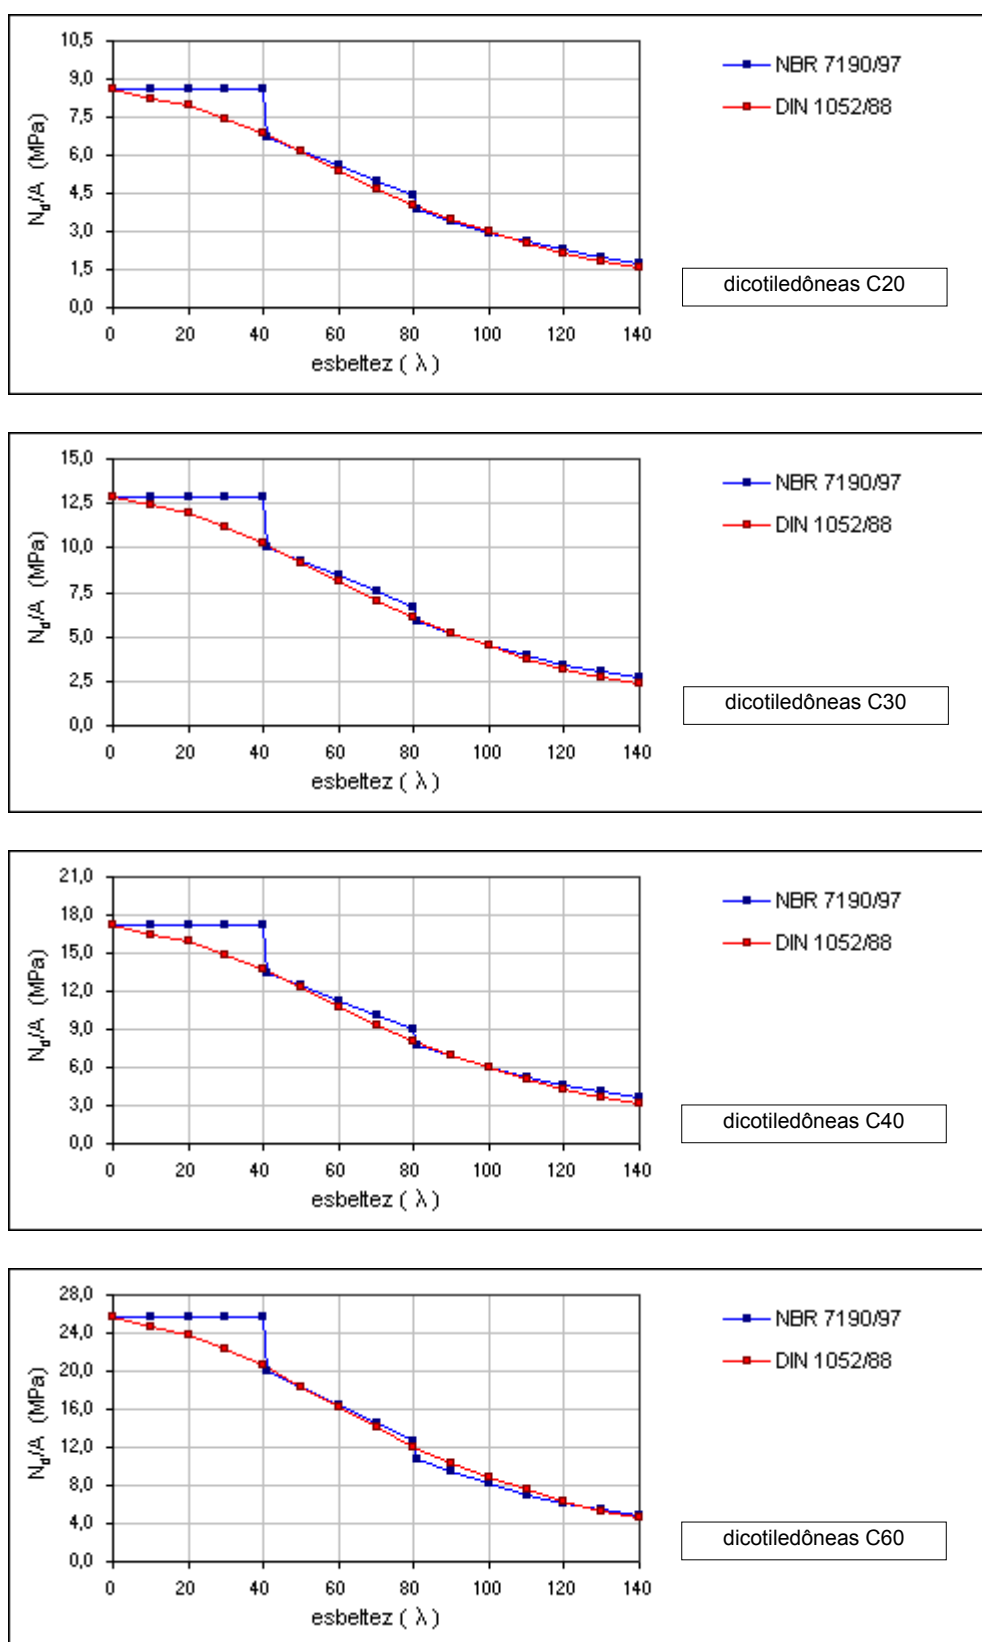 10,5
9,0
7,5
6,0
4,5
3,0
1,5
0,0
N_d/A (MPa)
0 20 40 60 80 100 120 140
esbeltez ( λ )
NBR 7190/97
DIN 1052/88
dicotiledôneas C20
15,0
12,5
10,0
7,5
5,0
2,5
0,0
N_d/A (MPa)
0 20 40 60 80 100 120 140
esbeltez ( λ )
NBR 7190/97
DIN 1052/88
dicotiledôneas C30
21,0
18,0
15,0
12,0
9,0
6,0
3,0
0,0
N_d/A (MPa)
0 20 40 60 80 100 120 140
esbeltez ( λ )
NBR 7190/97
DIN 1052/88
dicotiledôneas C40
28,0
24,0
20,0
16,0
12,0
8,0
4,0
0,0
N_d/A (MPa)
0 20 40 60 80 100 120 140
esbeltez ( λ )
NBR 7190/97
DIN 1052/88
dicotiledôneas C60